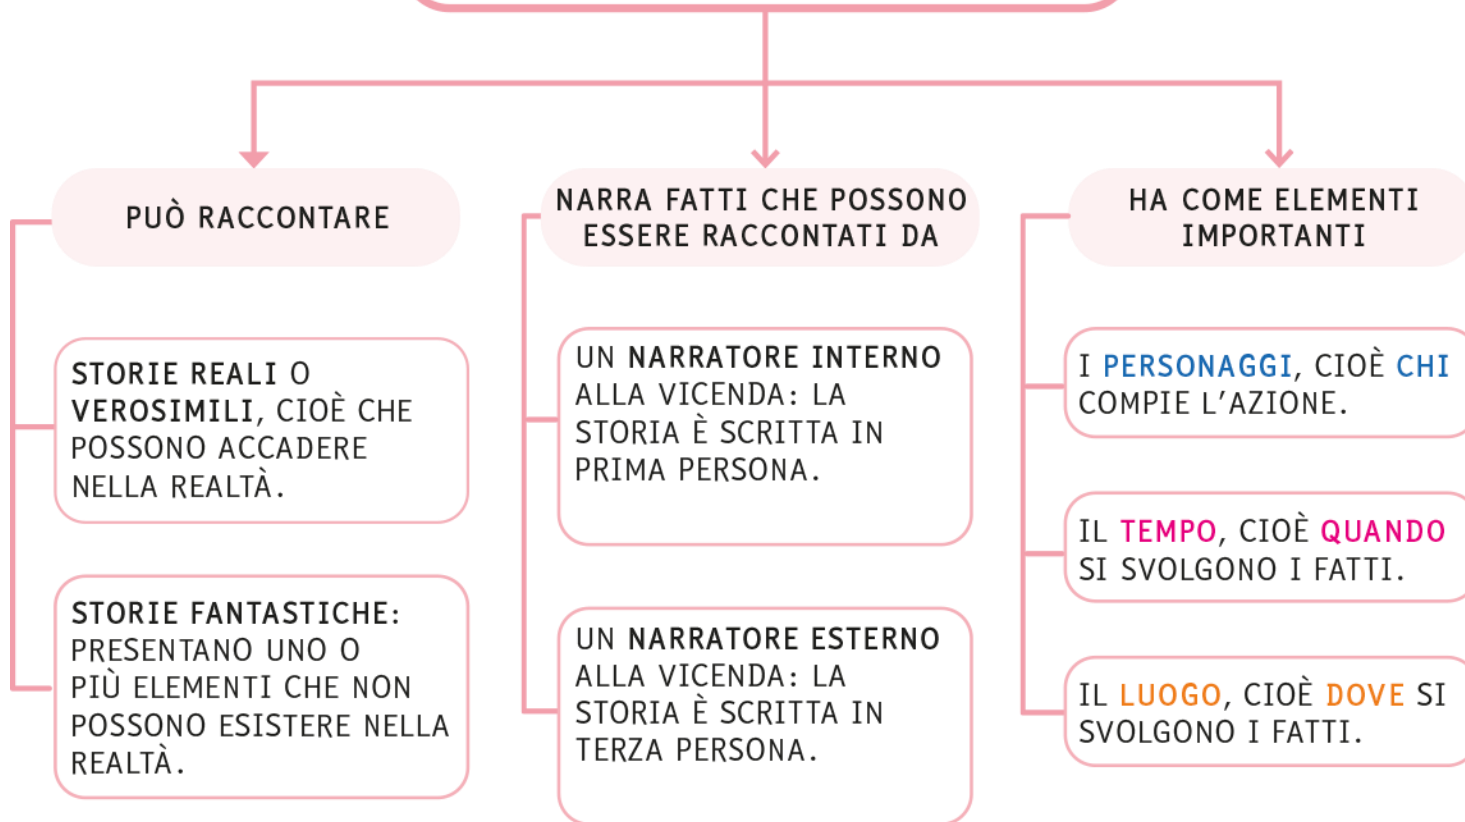 PUÒ RACCONTARE
STORIE REALI O
VEROSIMILI, CIOÈ CHE
POSSONO ACCADERE
NELLA REALTÀ.
STORIE FANTASTICHE:
PRESENTANO UNO O
PIÙ ELEMENTI CHE NON
POSSONO ESISTERE NELLA
REALTÀ.
NARRA FATTI CHE POSSONO
ESSERE RACCONTATI DA
UN NARRATORE INTERNO
ALLA VICENDA: LA
STORIA È SCRITTA IN
PRIMA PERSONA.
UN NARRATORE ESTERNO
ALLA VICENDA: LA
STORIA È SCRITTA IN
TERZA PERSONA.
HA COME ELEMENTI
IMPORTANTI
I PERSONAGGI, CIOÈ CHI
COMPIE L'AZIONE.
IL TEMPO, CIOÈ QUANDO
SI SVOLGONO I FATTI.
IL LUOGO, CIOÈ DOVE SI
SVOLGONO I FATTI.